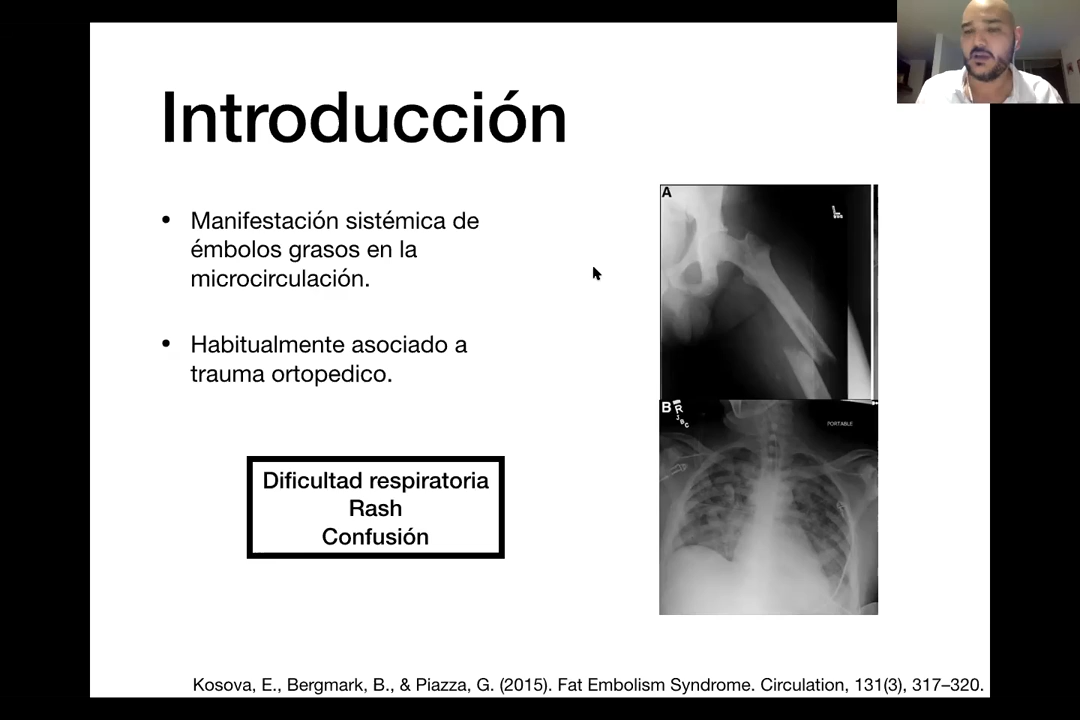 Introducción
• Manifestación sistémica de
émbolos grasos en la
microcirculación.
• Habitualmente asociado a
trauma ortopedico.
Dificultad respiratoria
Rash
Confusión
A
L
B
R
J
D
C
PORTABLE
Kosova, E., Bergmark, B., & Piazza, G. (2015). Fat Embolism Syndrome. Circulation, 131(3), 317–320.